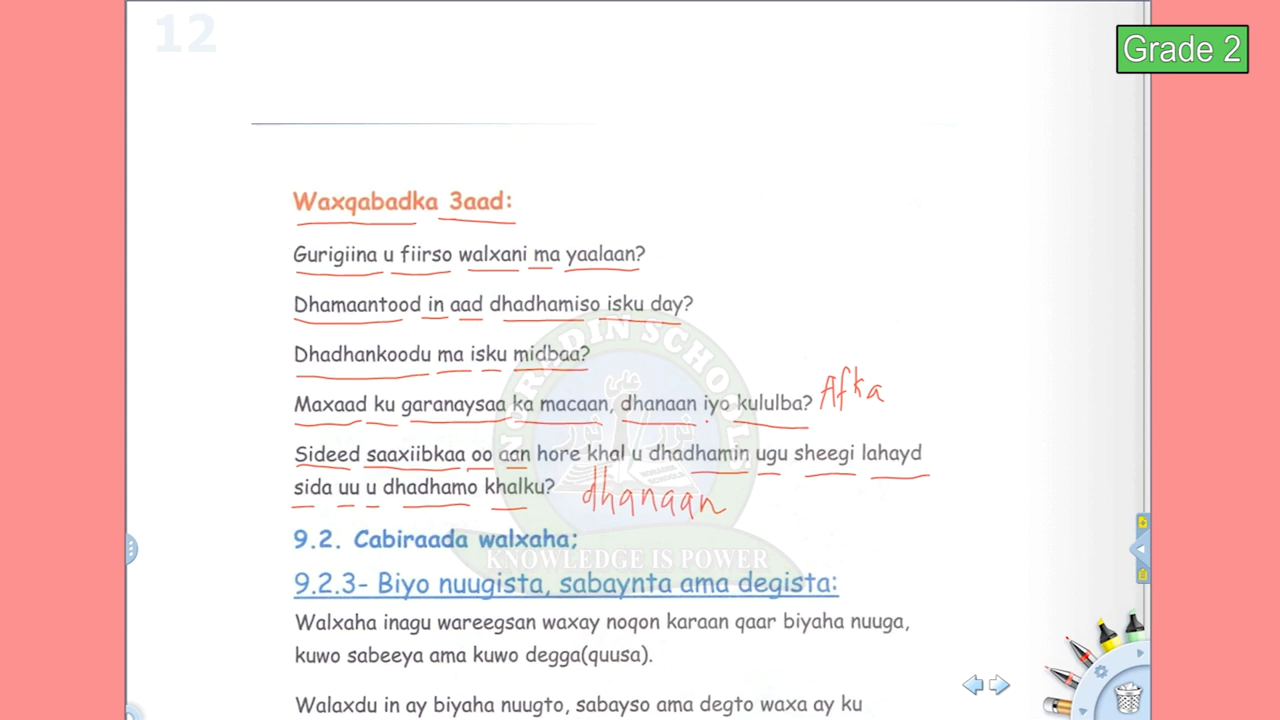 12
Grade 2
Waxqabadka 3aad:
Gurigiina u fiirso walxani ma yaalaan?
Dhamaantood in aad dhadhamiso isku day?
Dhadhankoodu ma isku midbaa?
Maxaad ku garanaysaa ka macaan, dhanaan iyo kululba? Afka
Sideed saaxiibkaa oo aan hore khal u dhadhamin ugu sheegi lahayd
sida uu u dhadhamo khalku? dhanaan
NURADIN SCHOOLS
KNOWLEDGE IS POWER
9.2. Cabiraada walxaha;
9.2.3- Biyo nuugista, sabaynta ama degista:
Walxaha inagu wareegsan waxay noqon karaan qaar biyaha nuuga,
kuwo sabeeya ama kuwo degga(quusa).
Walaxdu in ay biyaha nuugto, sabayso ama degto waxa ay ku